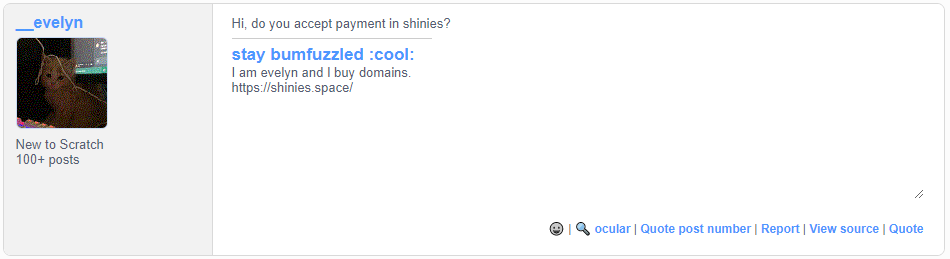 __evelyn
New to Scratch
100+ posts
Hi, do you accept payment in shinies?
stay bumfuzzled :cool:
I am evelyn and I buy domains.
https://shinies.space/
| ocular | Quote post number | Report | View source | Quote